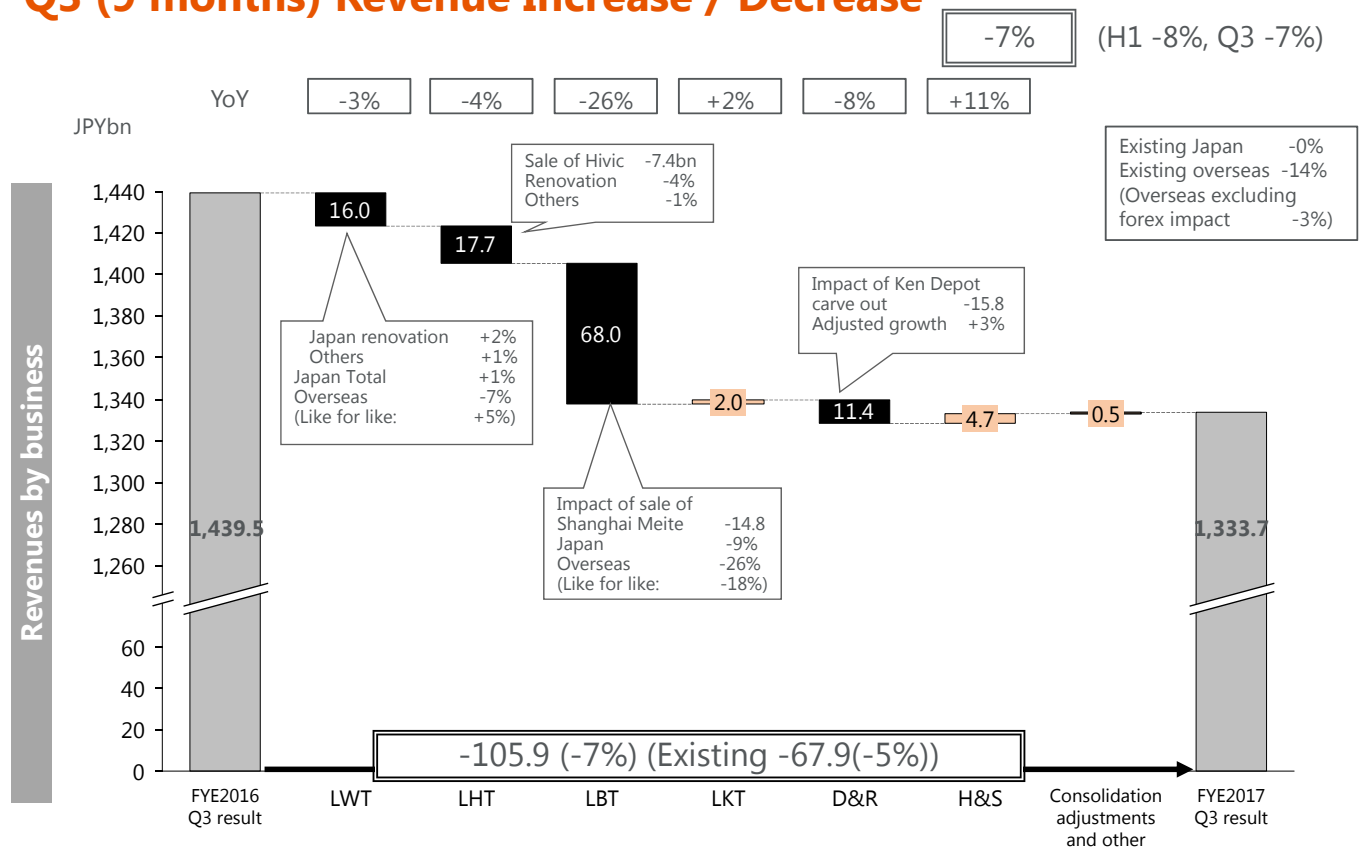 Q3 (9 months) Revenue Increase / Decrease
-7% (H1 -8%, Q3 -7%)
YoY -3% -4% -26% +2% -8% +11%
JPYbn
Existing Japan -0%
Existing overseas -14%
(Overseas excluding
forex impact -3%)
Sale of Hivic -7.4bn
Renovation -4%
Others -1%
Revenues by business
1,440
1,420
1,400
1,380
1,360
1,340
1,320
1,300
1,280
1,260
60
40
20
0
1,439.5
16.0
17.7
68.0
2.0
11.4
4.7
0.5
1,333.7
Impact of Ken Depot
carve out -15.8
Adjusted growth +3%
Japan renovation +2%
Others +1%
Japan Total +1%
Overseas -7%
(Like for like: +5%)
Impact of sale of
Shanghai Meite -14.8
Japan -9%
Overseas -26%
(Like for like: -18%)
-105.9 (-7%) (Existing -67.9(-5%))
FYE2016
Q3 result
LWT
LHT
LBT
LKT
D&R
H&S
Consolidation
adjustments
and other
FYE2017
Q3 result